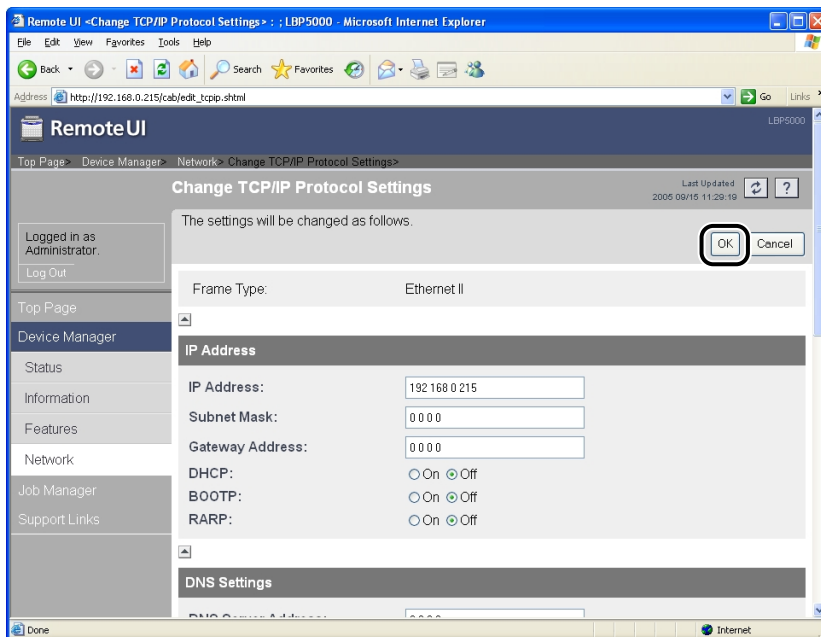 Remote UI <Change TCP/IP Protocol Settings> : ; LBP5000 - Microsoft Internet Explorer
File Edit View Favorites Tools Help
Back Search Favorites
Address http://192.168.0.215/cab/edit_tcpip.shtml Go Links
Remote UI LBP5000
Top Page> Device Manager> Network> Change TCP/IP Protocol Settings>
Change TCP/IP Protocol Settings
Last Updated
2005 09/15 11:29:19 ?
The settings will be changed as follows.
OK Cancel
Logged in as
Administrator.
Log Out
Top Page
Device Manager
Status
Information
Features
Network
Job Manager
Support Links
Frame Type: Ethernet II
IP Address
IP Address: 192.168.0.215
Subnet Mask: 0.0.0.0
Gateway Address: 0.0.0.0
DHCP: On Off
BOOTP: On Off
RARP: On Off
DNS Settings
Done Internet